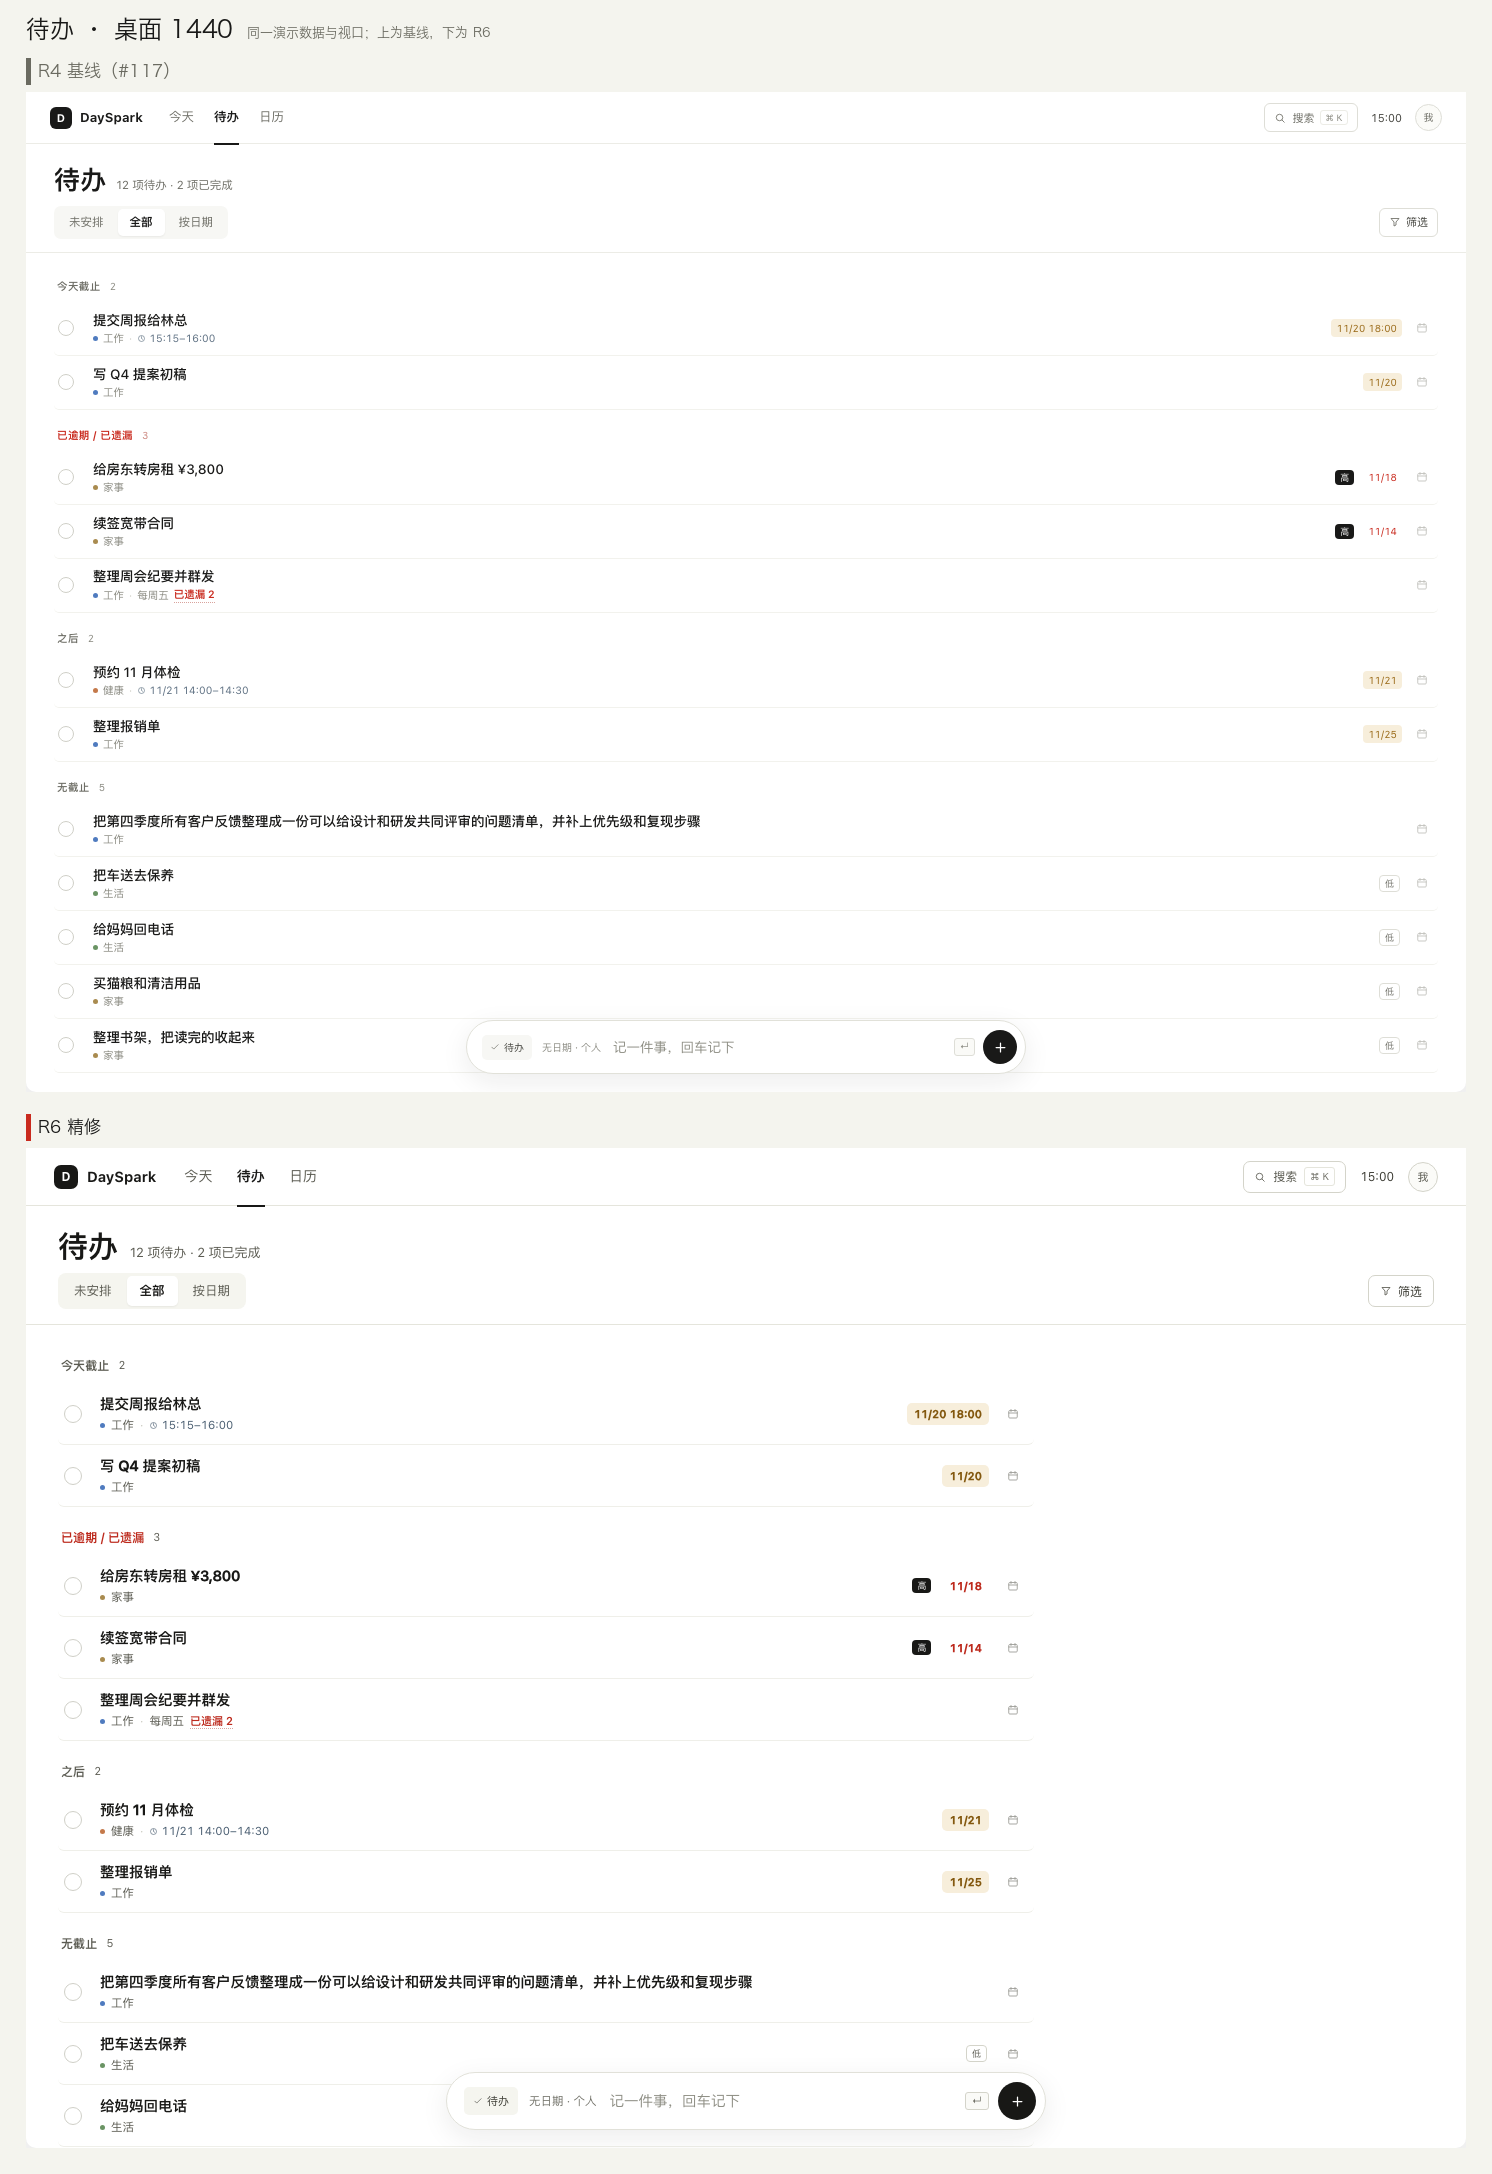 待办 · 桌面 1440 同一演示数据与视口；上为基线，下为 R6
R4 基线（#117）
D DaySpark 今天 待办 日历 搜索 ⌘ K 15:00 我
待办 12 项待办 · 2 项已完成
未安排 全部 按日期 筛选
今天截止 2
提交周报给林总
工作 · 15:15–16:00 11/20 18:00
写 Q4 提案初稿
工作 11/20
已逾期 / 已遗漏 3
给房东转房租 ¥3,800
家事 高 11/18
续签宽带合同
家事 高 11/14
整理周会纪要并群发
工作 · 每周五 已遗漏 2
之后 2
预约 11 月体检
健康 · 11/21 14:00–14:30 11/21
整理报销单
工作 11/25
无截止 5
把第四季度所有客户反馈整理成一份可以给设计和研发共同评审的问题清单，并补上优先级和复现步骤
工作
把车送去保养
生活 低
给妈妈回电话
生活 低
买猫粮和清洁用品
家事 低
整理书架，把读完的收起来
家事 低
待办 无日期 · 个人 记一件事，回车记下
R6 精修
D DaySpark 今天 待办 日历 搜索 ⌘ K 15:00 我
待办 12 项待办 · 2 项已完成
未安排 全部 按日期 筛选
今天截止 2
提交周报给林总
工作 · 15:15–16:00 11/20 18:00
写 Q4 提案初稿
工作 11/20
已逾期 / 已遗漏 3
给房东转房租 ¥3,800
家事 高 11/18
续签宽带合同
家事 高 11/14
整理周会纪要并群发
工作 · 每周五 已遗漏 2
之后 2
预约 11 月体检
健康 · 11/21 14:00–14:30 11/21
整理报销单
工作 11/25
无截止 5
把第四季度所有客户反馈整理成一份可以给设计和研发共同评审的问题清单，并补上优先级和复现步骤
工作
把车送去保养
生活 低
给妈妈回电话
生活
待办 无日期 · 个人 记一件事，回车记下